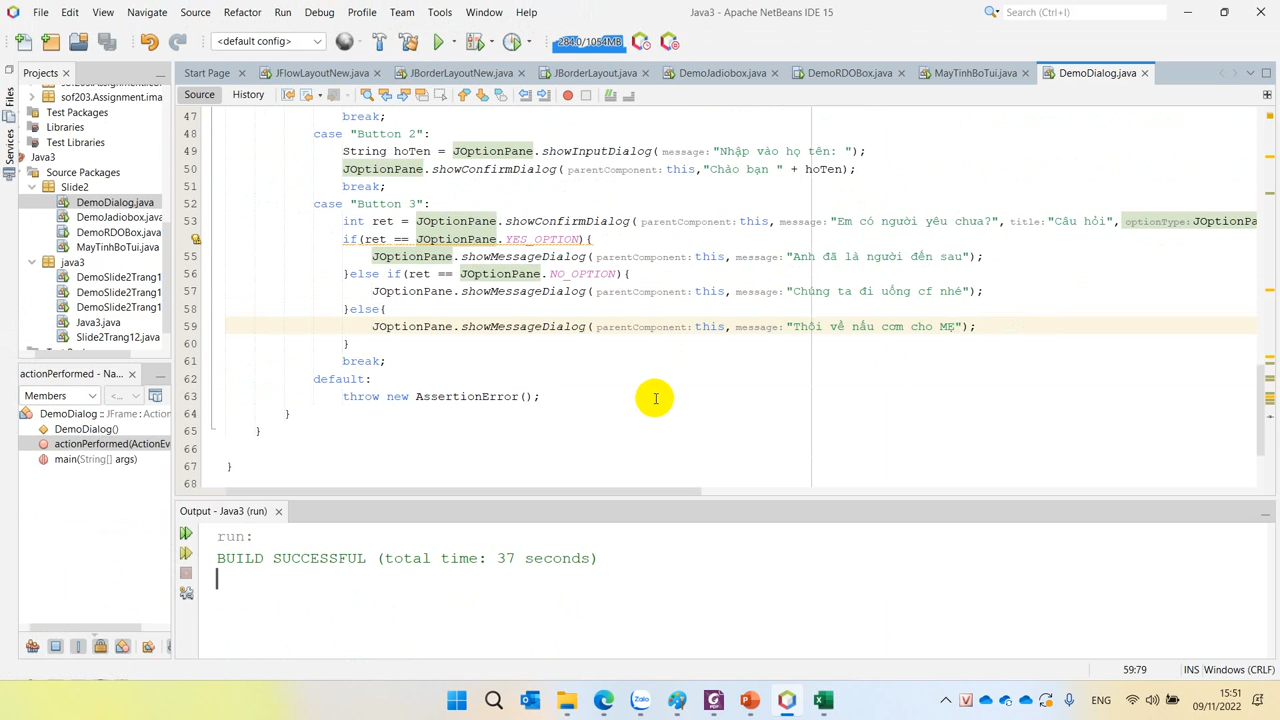 File Edit View Navigate Source Refactor Run Debug Profile Team Tools Window Help Java3 - Apache NetBeans IDE 15 Search (Ctrl+I)
<default config> 284.0/1054MB
Projects Start Page JFlowLayoutNew.java JBorderLayoutNew.java JBorderLayout.java DemoJadiobox.java DemoRDOBox.java MayTinhBoTui.java DemoDialog.java
Files
Services
sof203.Assignment.ima
Test Packages
Libraries
Test Libraries
Java3
Source Packages
Slide2
DemoDialog.java
DemoJadiobox.java
DemoRDOBox.java
MayTinhBoTui.java
java3
DemoSlide2Trang1
DemoSlide2Trang1
DemoSlide2Trang1
Java3.java
Slide2Trang12.java
Source History
47 break;
48 case "Button 2":
49 String hoTen = JOptionPane.showInputDialog(message:"Nhập vào họ tên: ");
50 JOptionPane.showConfirmDialog(parentComponent:this,"Chào bạn " + hoTen);
51 break;
52 case "Button 3":
53 int ret = JOptionPane.showConfirmDialog(parentComponent:this,message:"Em có người yêu chưa?",title:"Câu hỏi",optionType:JOptionPa
if(ret == JOptionPane.YES_OPTION){
55 JOptionPane.showMessageDialog(parentComponent:this,message:"Anh đã là người đến sau");
56 }else if(ret == JOptionPane.NO_OPTION){
57 JOptionPane.showMessageDialog(parentComponent:this,message:"Chúng ta đi uống cf nhé");
58 }else{
59 JOptionPane.showMessageDialog(parentComponent:this,message:"Thôi về nấu cơm cho MẸ");
60 }
61 break;
62 default:
63 throw new AssertionError();
64 }
65 }
66
67 }
68
actionPerformed - Na...
Members <...
DemoDialog :: JFrame:
DemoDialog()
actionPerformed(ActionEv
main(String[] args)
Output - Java3 (run)
run:
BUILD SUCCESSFUL (total time: 37 seconds)
59:79 INS Windows (CRLF)
Zalo PDF ENG 15:51
09/11/2022